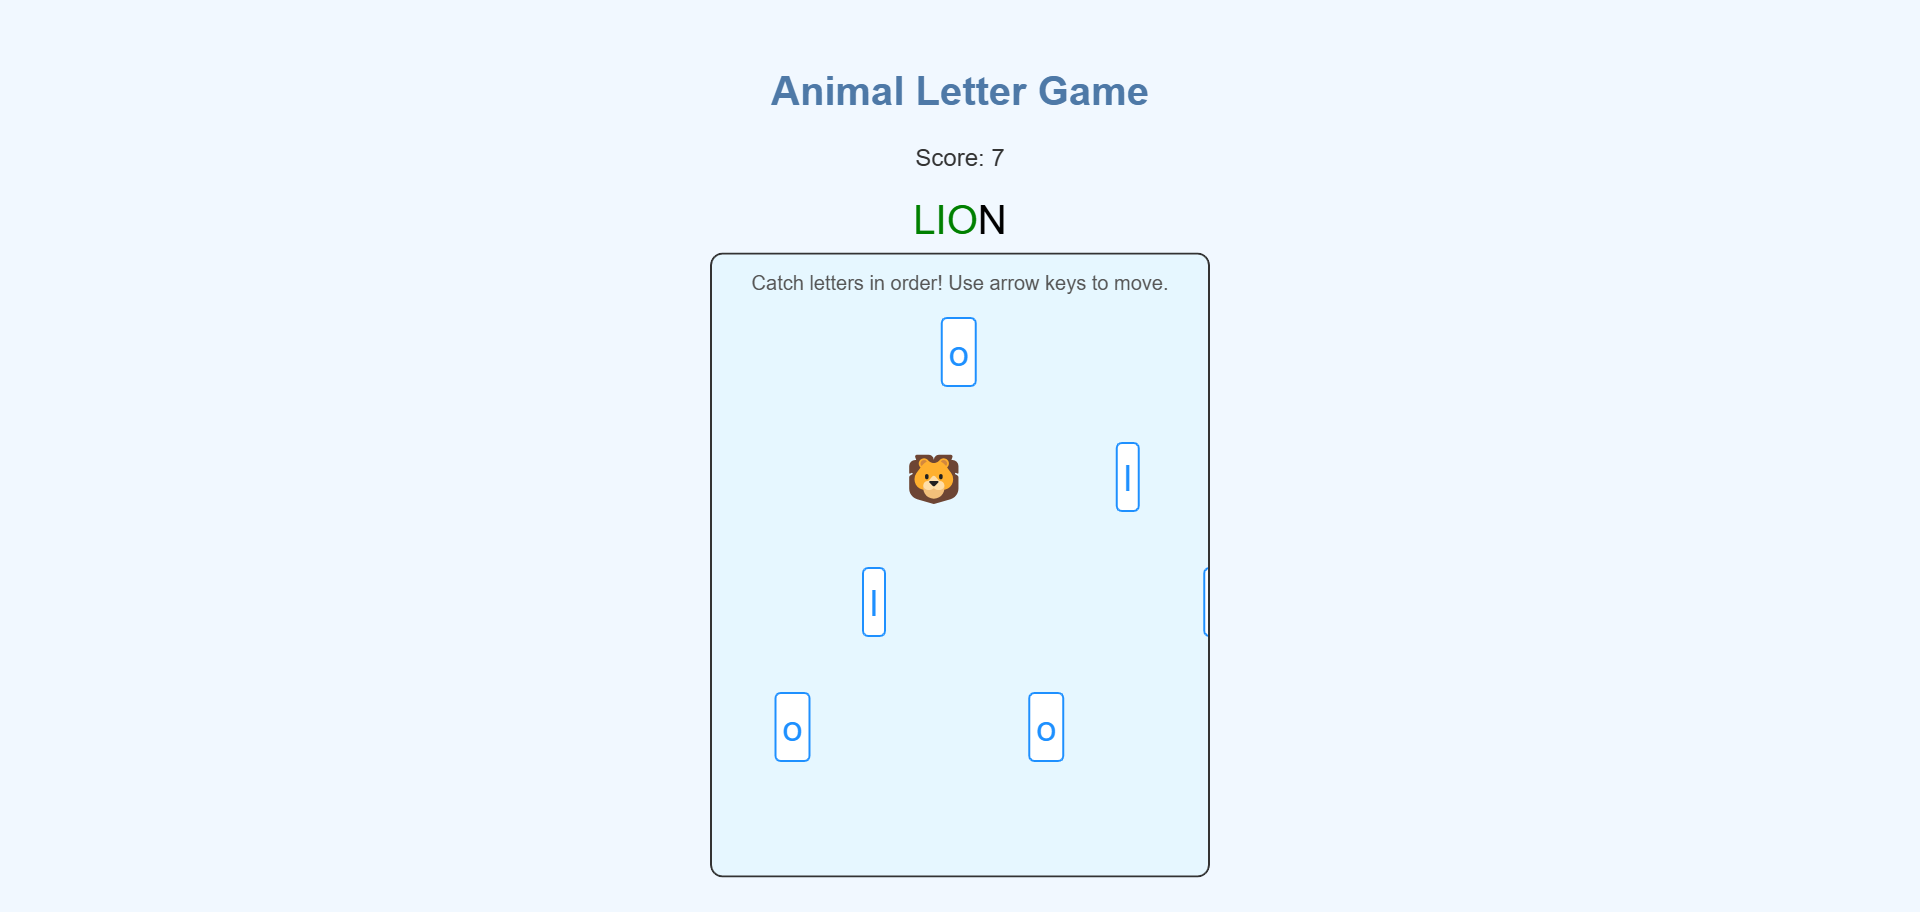 Animal Letter Game
Score: 7
LION
Catch letters in order! Use arrow keys to move.
o
l
l
o
o